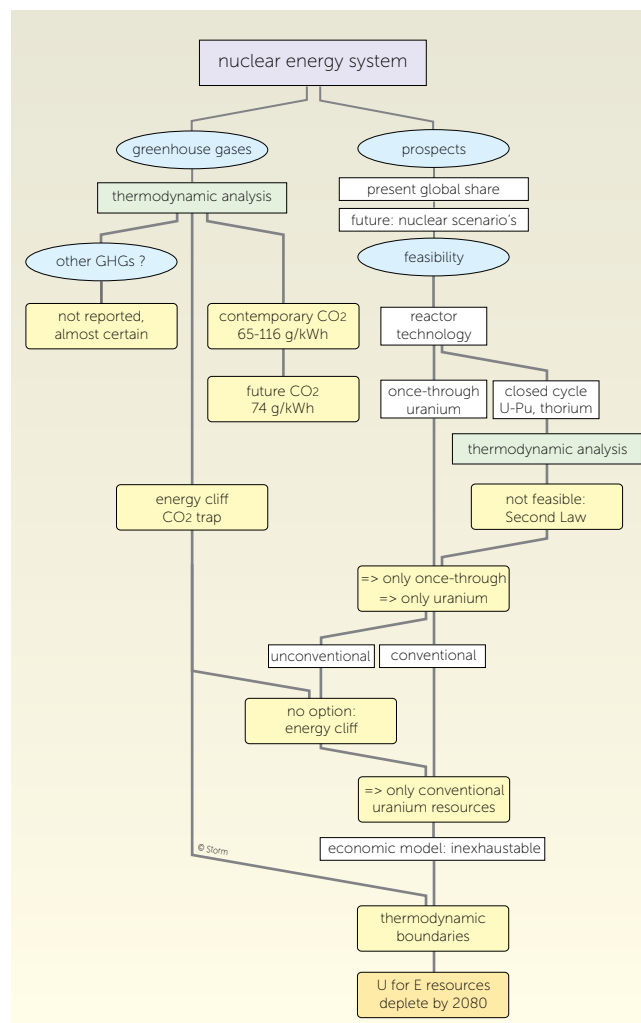 nuclear energy system
greenhouse gases
prospects
thermodynamic analysis
present global share
future: nuclear scenario's
other GHGs ?
feasibility
not reported,
almost certain
contemporary CO2
65-116 g/kWh
reactor
technology
future CO2
74 g/kWh
once-through
uranium
closed cycle
U-Pu, thorium
thermodynamic analysis
energy cliff
CO2 trap
not feasible:
Second Law
=> only once-through
=> only uranium
unconventional
conventional
no option:
energy cliff
=> only conventional
uranium resources
economic model: inexhaustable
© Storm
thermodynamic
boundaries
U for E resources
deplete by 2080